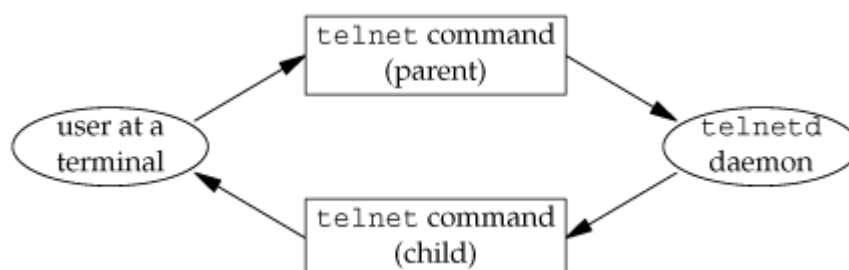 telnet command
(parent)
user at a
terminal
telnetd
daemon
telnet command
(child)